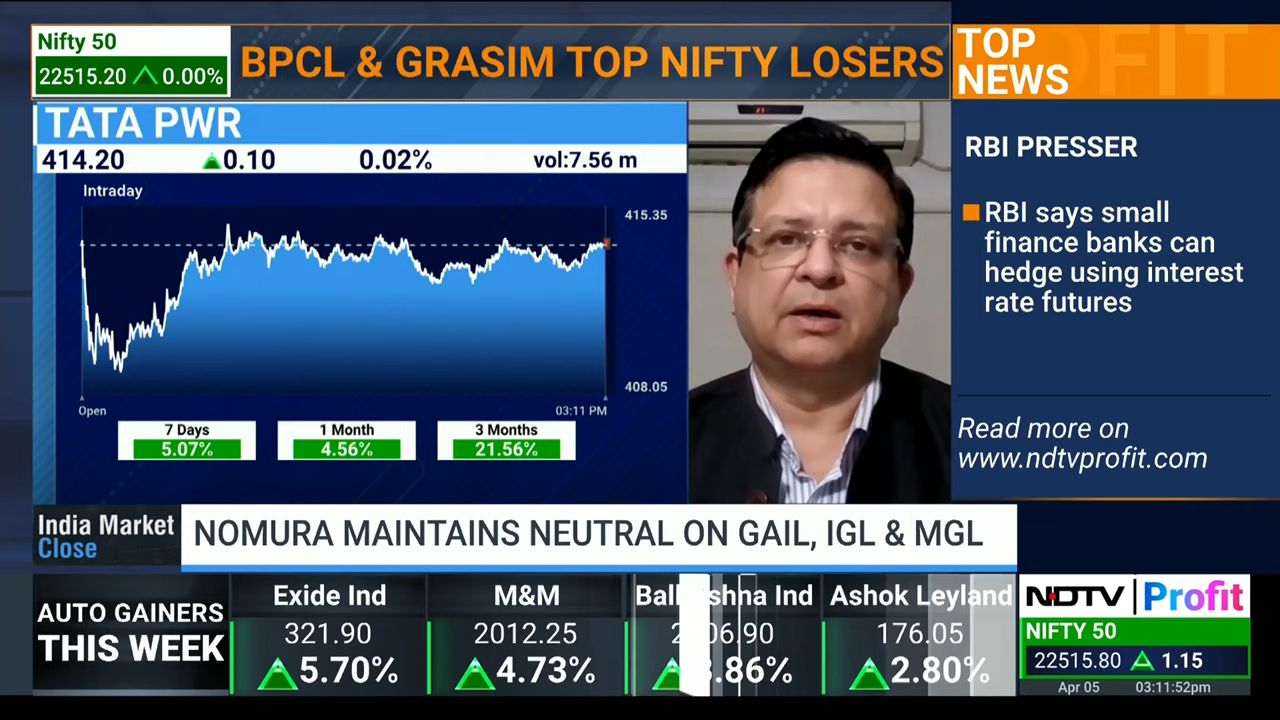 Nifty 50
22515.20 0.00%
BPCL & GRASIM TOP NIFTY LOSERS
TOP
NEWS
TATA PWR
414.20 0.10 0.02% vol:7.56 m
Intraday
415.35
408.05
Open 03:11 PM
7 Days 1 Month 3 Months
5.07% 4.56% 21.56%
RBI PRESSER
RBI says small
finance banks can
hedge using interest
rate futures
Read more on
www.ndtvprofit.com
India Market
Close
NOMURA MAINTAINS NEUTRAL ON GAIL, IGL & MGL
AUTO GAINERS
THIS WEEK
Exide Ind
321.90
5.70%
M&M
2012.25
4.73%
Ind
Ashok Leyland
176.05
2.80%
NDTV Profit
NIFTY 50
22515.80 1.15
Apr 05 03:11:52pm